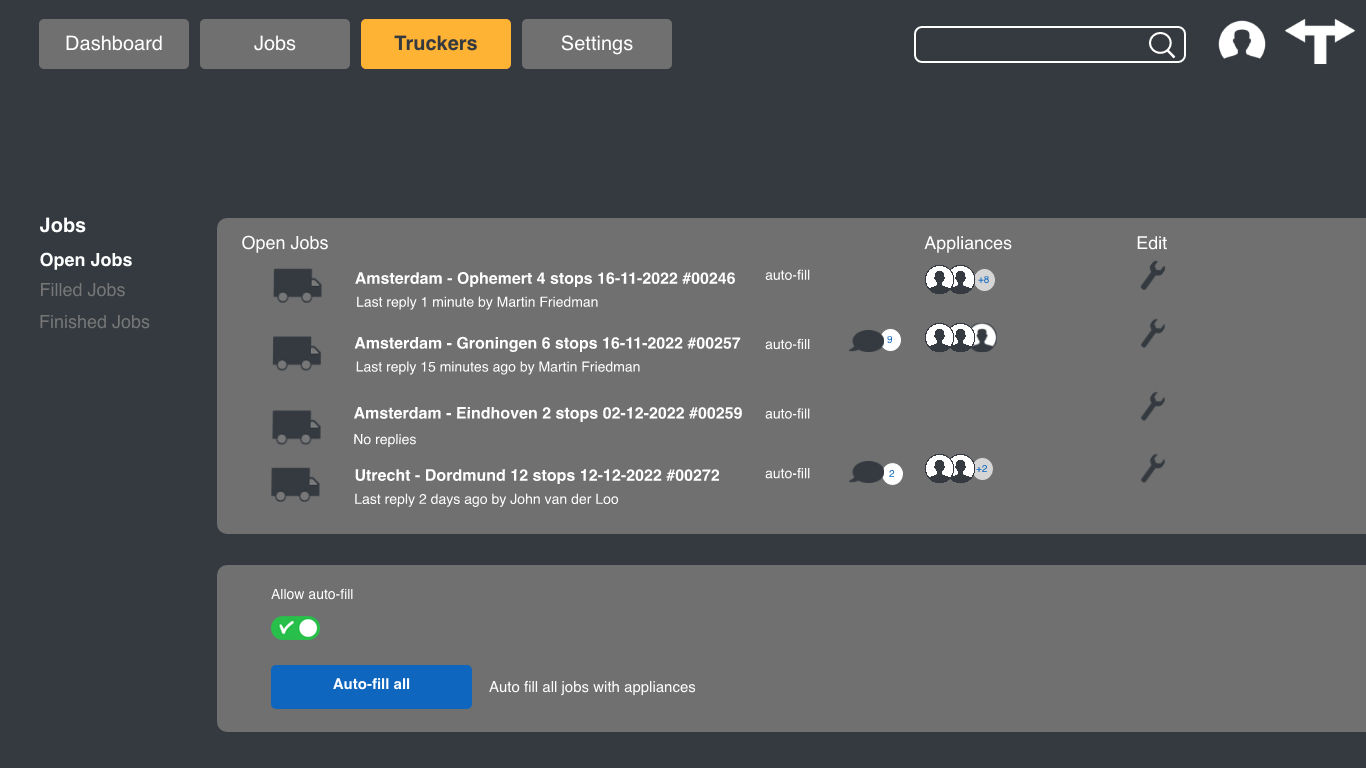 Dashboard
Jobs
Truckers
Settings
Jobs
Open Jobs
Filled Jobs
Finished Jobs
Open Jobs
Appliances
Edit
Amsterdam - Ophemert 4 stops 16-11-2022 #00246
auto-fill
+8
Last reply 1 minute by Martin Friedman
Amsterdam - Groningen 6 stops 16-11-2022 #00257
auto-fill
9
Last reply 15 minutes ago by Martin Friedman
Amsterdam - Eindhoven 2 stops 02-12-2022 #00259
auto-fill
No replies
Utrecht - Dordmund 12 stops 12-12-2022 #00272
auto-fill
2
+2
Last reply 2 days ago by John van der Loo
Allow auto-fill
Auto-fill all
Auto fill all jobs with appliances